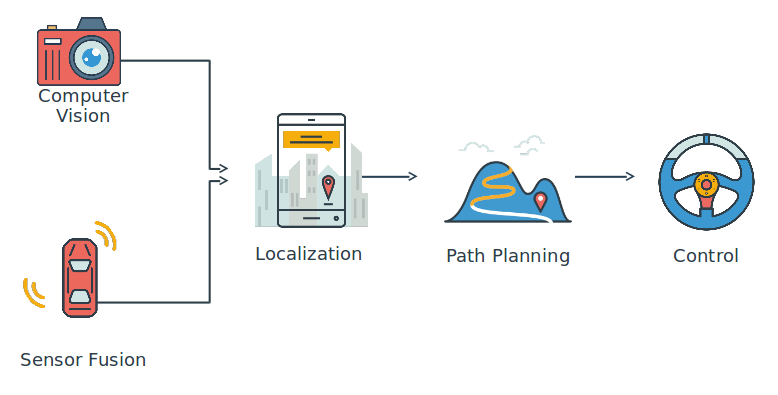 Computer
Vision
Localization
Path Planning
Control
Sensor Fusion